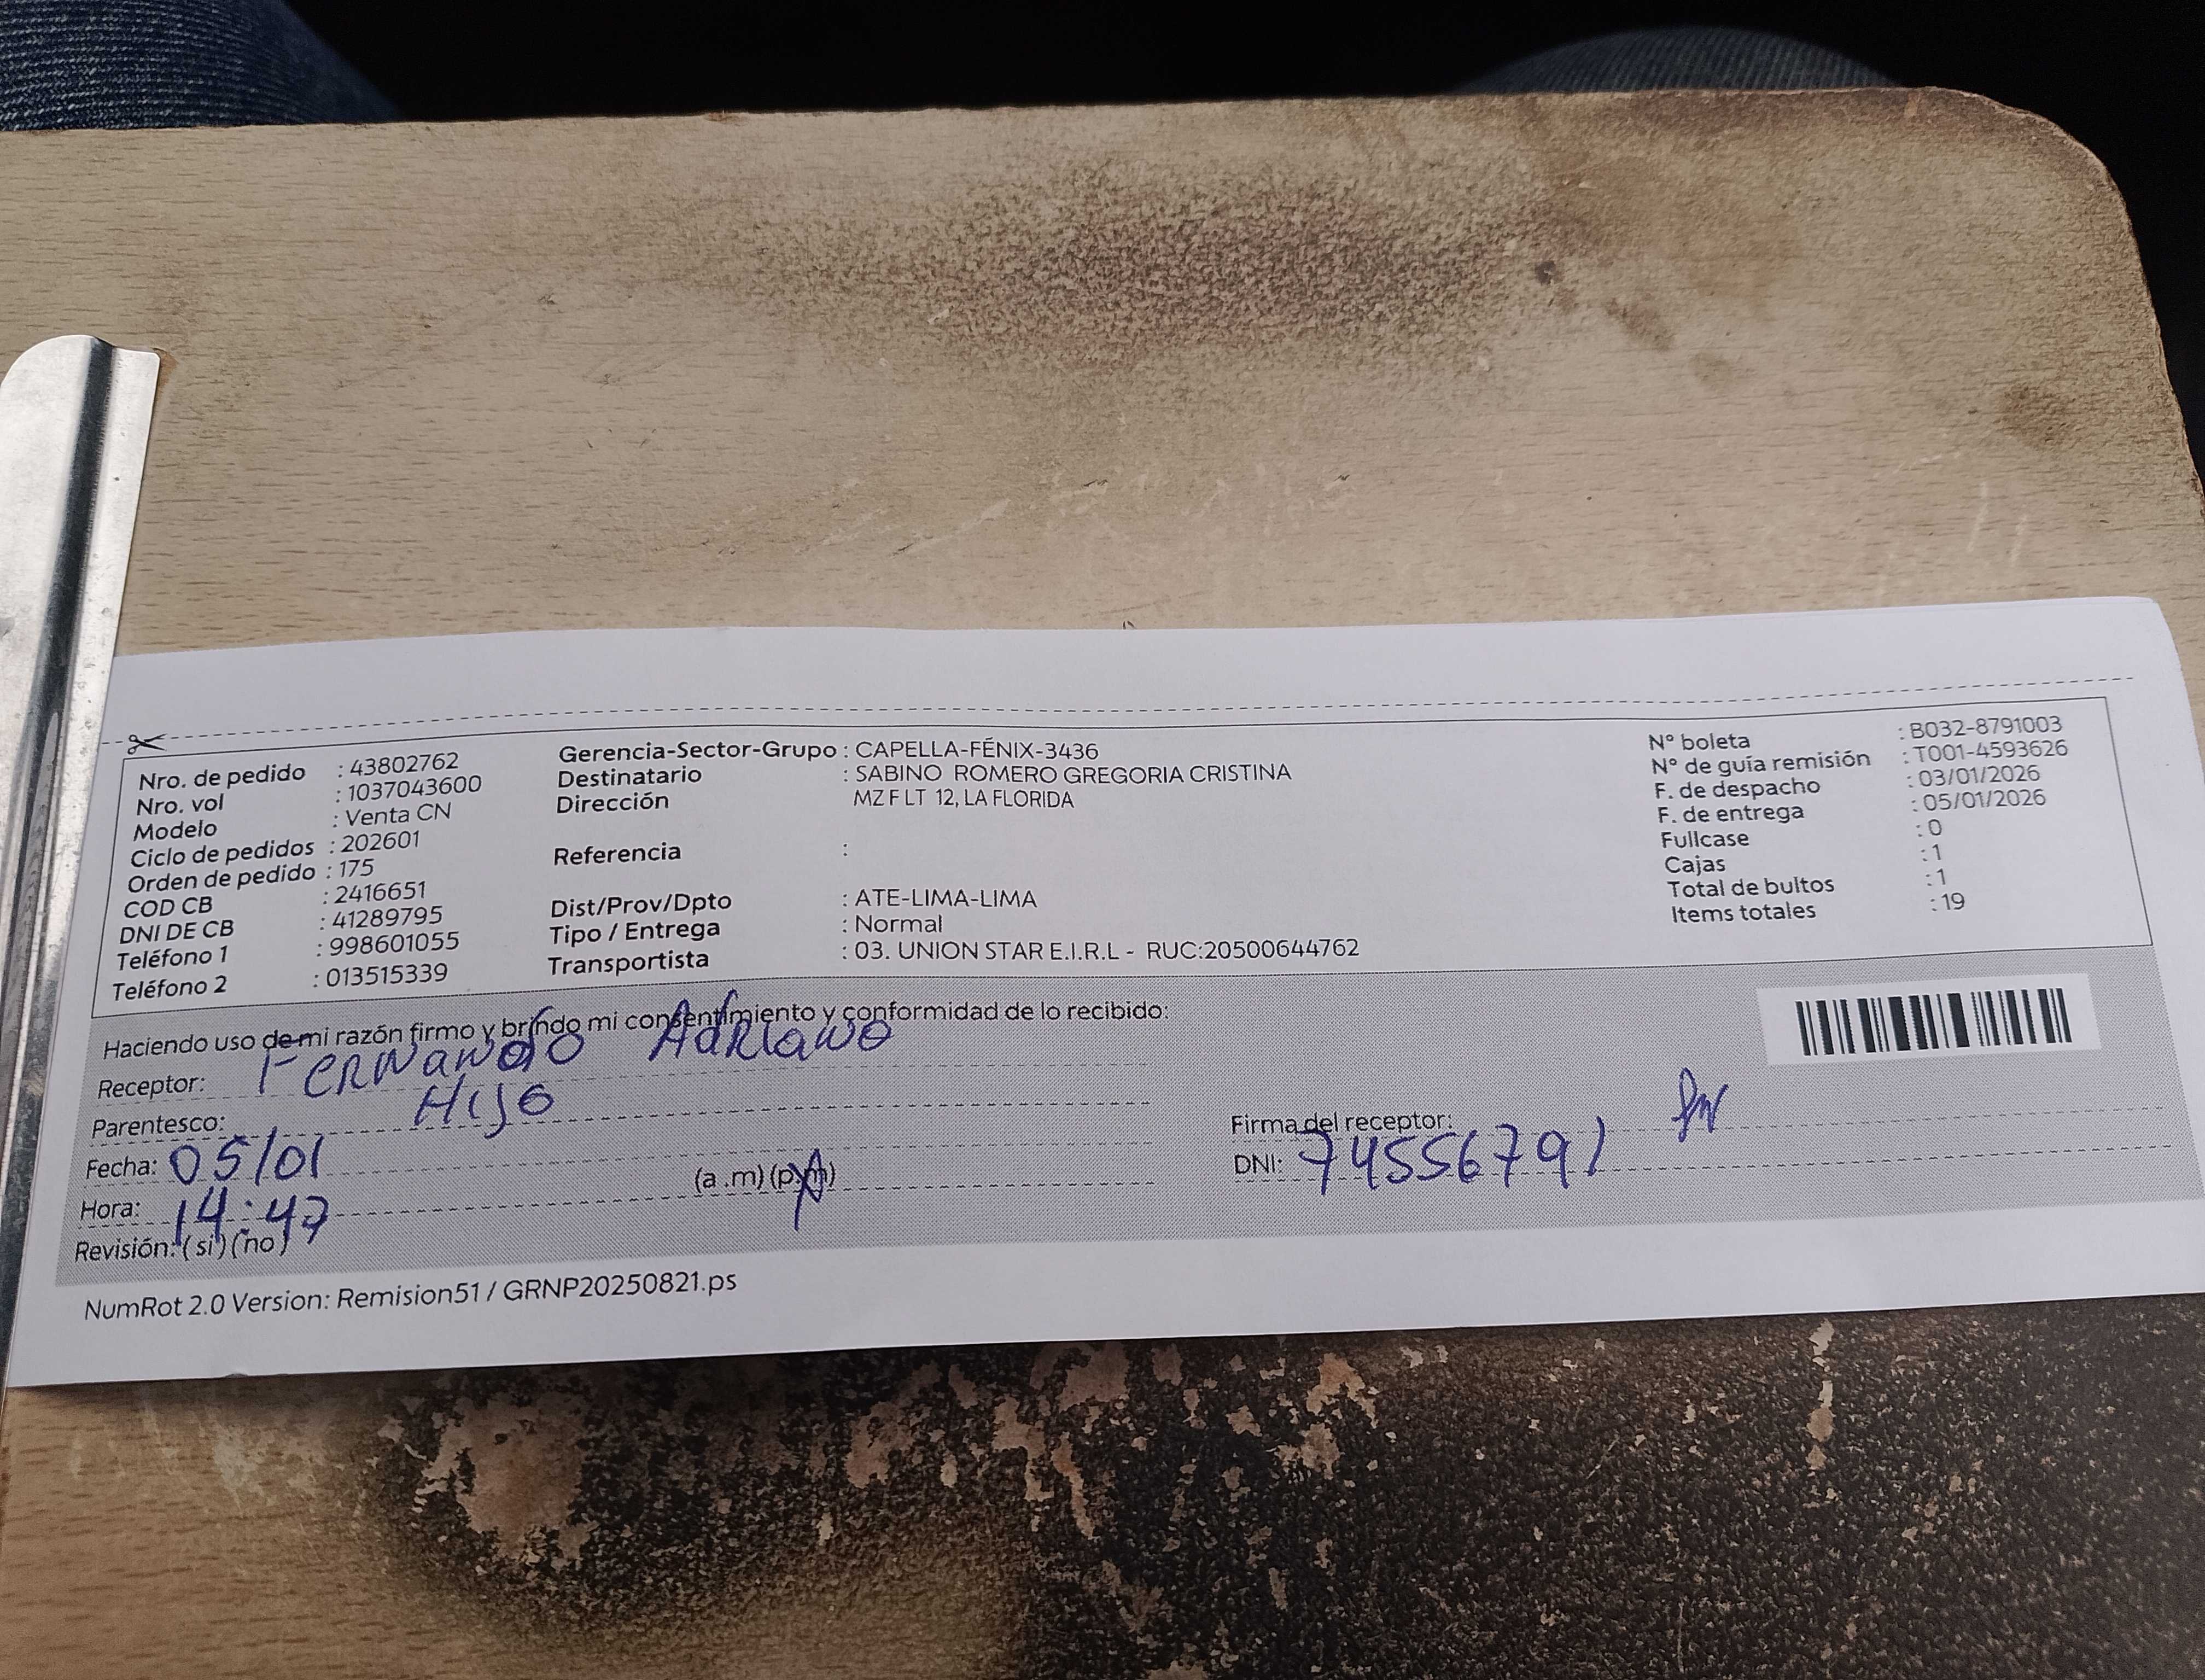 Nro. de pedido : 43802762
Nro. vol : 1037043600
Modelo : Venta CN
Ciclo de pedidos : 202601
Orden de pedido : 175
COD CB : 2416651
DNI DE CB : 41289795
Teléfono 1 : 998601055
Teléfono 2 : 013515339
Gerencia-Sector-Grupo : CAPELLA-FÉNIX-3436
Destinatario : SABINO ROMERO GREGORIA CRISTINA
Dirección MZ F LT 12, LA FLORIDA
Referencia :
Dist/Prov/Dpto : ATE-LIMA-LIMA
Tipo / Entrega : Normal
Transportista : 03. UNION STAR E.I.R.L - RUC:20500644762
N° boleta : B032-8791003
N° de guía remisión : T001-4593626
F. de despacho : 03/01/2026
F. de entrega : 05/01/2026
Fullcase : 0
Cajas : 1
Total de bultos : 1
Items totales : 19
Haciendo uso de mi razón firmo y brindo mi consentimiento y conformidad de lo recibido:
Receptor: Fernando Adriano
Parentesco: Hijo
Fecha: 05/01
Hora: 14:47 (a .m) (p.m)
Revisión: (si) (no)
Firma del receptor:
DNI: 74556791
NumRot 2.0 Version: Remision51 / GRNP20250821.ps